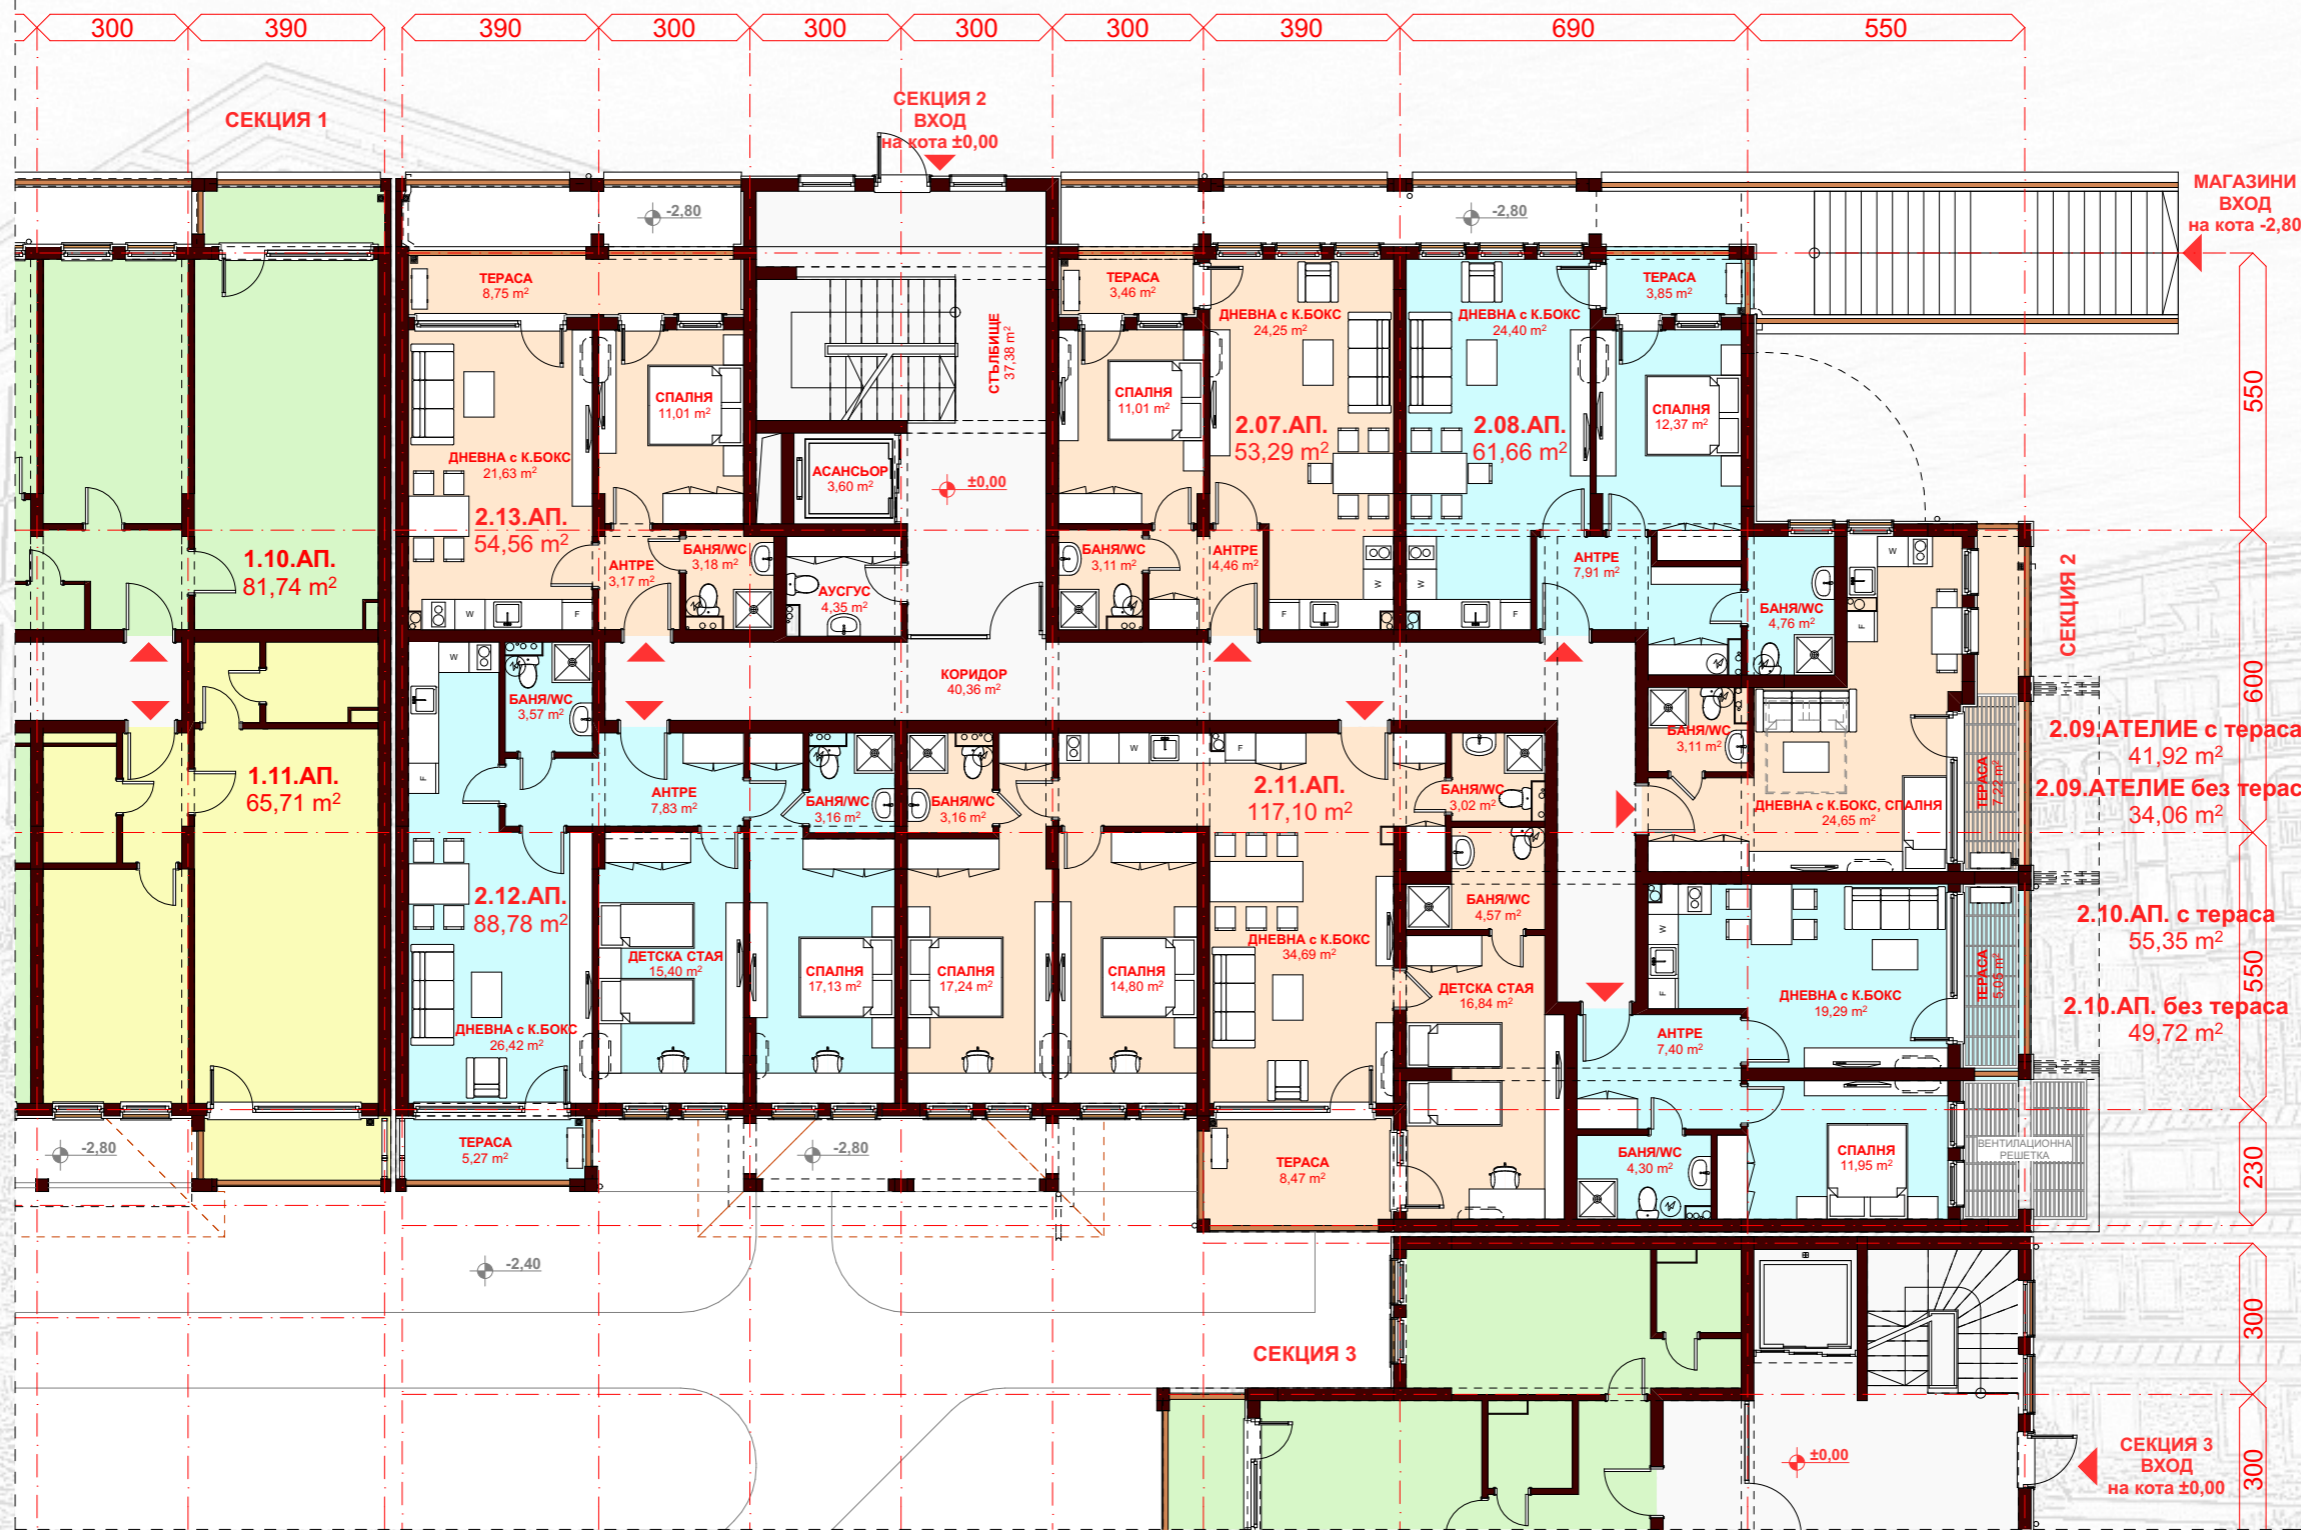 300
390
390
300
300
300
300
390
690
550
СЕКЦИЯ 1
СЕКЦИЯ 2
ВХОД
на кота ±0,00
МАГАЗИНИ
ВХОД
на кота -2,80
-2,80
-2,80
ТЕРАСА
8,75 m²
СТЪЛБИЩЕ
37,38 m²
ТЕРАСА
3,46 m²
ДНЕВНА с К.БОКС
24,25 m²
ДНЕВНА с К.БОКС
24,40 m²
ТЕРАСА
3,85 m²
СПАЛНЯ
11,01 m²
СПАЛНЯ
11,01 m²
СПАЛНЯ
12,37 m²
550
2.07.АП.
53,29 m²
2.08.АП.
61,66 m²
ДНЕВНА с К.БОКС
21,63 m²
АСАНСЬОР
3,60 m²
±0,00
2.13.АП.
54,56 m²
1.10.АП.
81,74 m²
АНТРЕ
3,17 m²
БАНЯ/WC
3,18 m²
АУСГУС
4,35 m²
БАНЯ/WC
3,11 m²
АНТРЕ
4,46 m²
АНТРЕ
7,91 m²
БАНЯ/WC
4,76 m²
W
F
F
W
W
F
W
F
СЕКЦИЯ 2
600
КОРИДОР
40,36 m²
W
F
БАНЯ/WC
3,57 m²
БАНЯ/WC
3,11 m²
2.09.АТЕЛИЕ с тераса
41,92 m²
2.09.АТЕЛИЕ без терас
34,06 m²
ТЕРАСА
7,22 m²
ДНЕВНА с К.БОКС, СПАЛНЯ
24,65 m²
1.11.АП.
65,71 m²
АНТРЕ
7,83 m²
БАНЯ/WC
3,16 m²
БАНЯ/WC
3,16 m²
W
F
2.11.АП.
117,10 m²
БАНЯ/WC
3,02 m²
2.12.АП.
88,78 m²
БАНЯ/WC
4,57 m²
W
F
2.10.АП. с тераса
55,35 m²
2.10.АП. без тераса
49,72 m²
550
ДЕТСКА СТАЯ
15,40 m²
СПАЛНЯ
17,13 m²
СПАЛНЯ
17,24 m²
СПАЛНЯ
14,80 m²
ДНЕВНА с К.БОКС
34,69 m²
ДЕТСКА СТАЯ
16,84 m²
ДНЕВНА с К.БОКС
19,29 m²
ТЕРАСА
5,05 m²
ДНЕВНА с К.БОКС
26,42 m²
АНТРЕ
7,40 m²
-2,80
ТЕРАСА
5,27 m²
-2,80
ТЕРАСА
8,47 m²
БАНЯ/WC
4,30 m²
СПАЛНЯ
11,95 m²
ВЕНТИЛАЦИОННА
РЕШЕТКА
230
-2,40
300
СЕКЦИЯ 3
±0,00
СЕКЦИЯ 3
ВХОД
на кота ±0,00
300